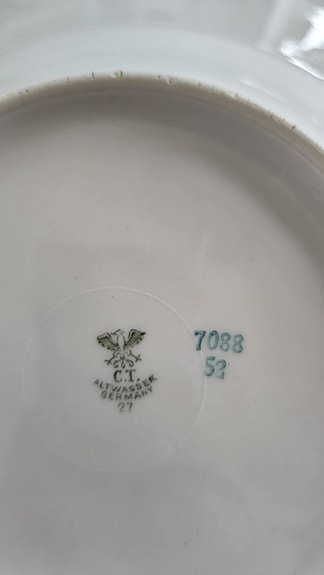 C.T.
ALTWASSER
GERMANY
27
7088
52